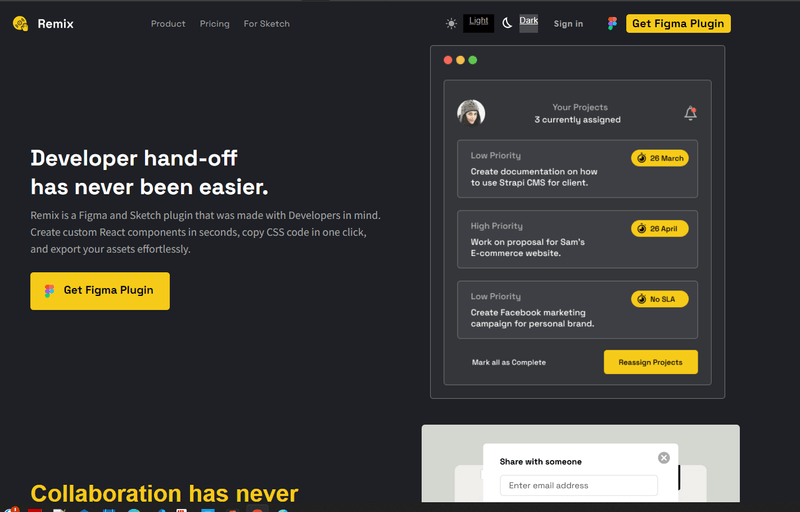 Remix
Product
Pricing
For Sketch
Light
Dark
Sign in
Get Figma Plugin
Developer hand-off
has never been easier.
Remix is a Figma and Sketch plugin that was made with Developers in mind.
Create custom React components in seconds, copy CSS code in one click,
and export your assets effortlessly.
Get Figma Plugin
Your Projects
3 currently assigned
Low Priority
26 March
Create documentation on how
to use Strapi CMS for client.
High Priority
26 April
Work on proposal for Sam's
E-commerce website.
Low Priority
No SLA
Create Facebook marketing
campaign for personal brand.
Mark all as Complete
Reassign Projects
Collaboration has never
Share with someone
Enter email address